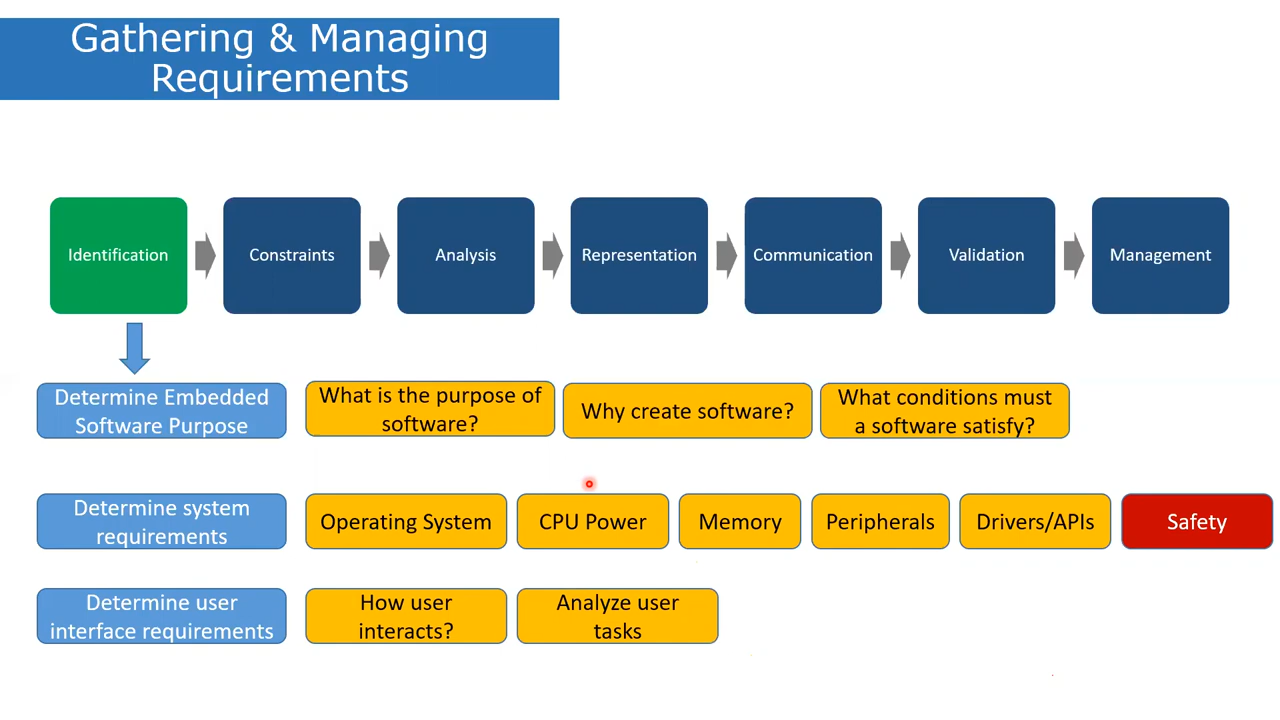 Gathering & Managing
Requirements
Identification
Constraints
Analysis
Representation
Communication
Validation
Management
Determine Embedded
Software Purpose
What is the purpose of
software?
Why create software?
What conditions must
a software satisfy?
Determine system
requirements
Operating System
CPU Power
Memory
Peripherals
Drivers/APIs
Safety
Determine user
interface requirements
How user
interacts?
Analyze user
tasks